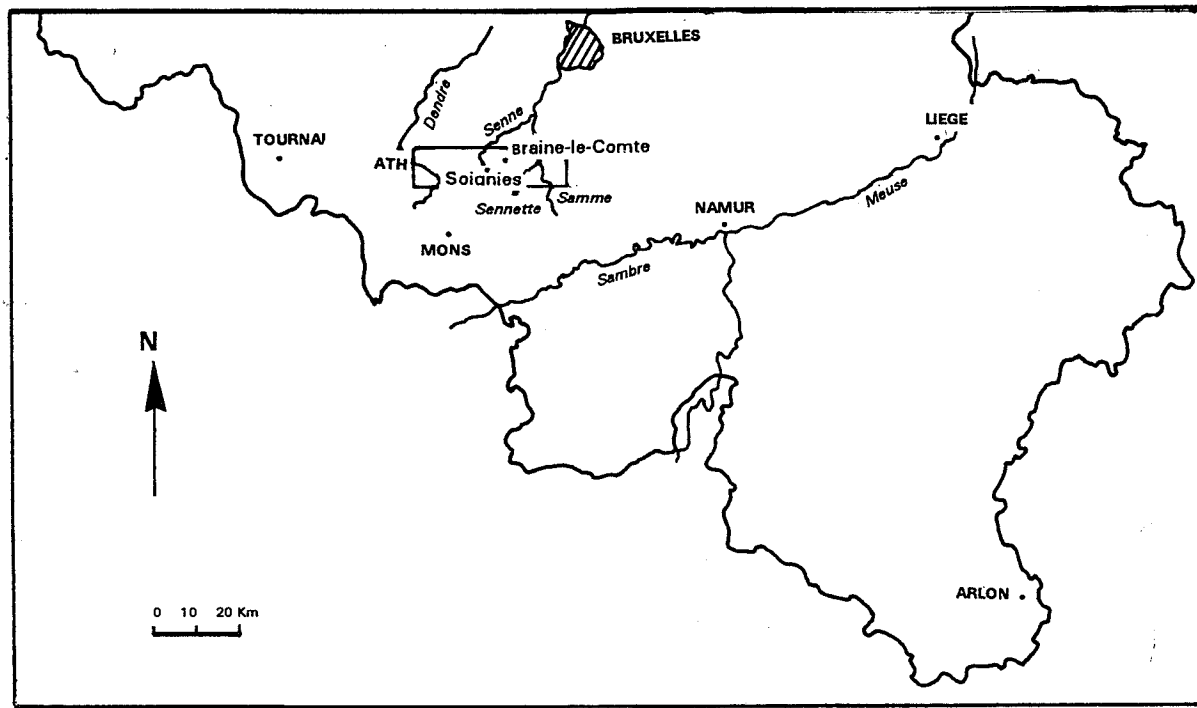 BRUXELLES
Dendre
Senne
LIEGE
TOURNAI
Braine-le-Comte
ATH
Soignies
Meuse
Sennette
Samme
NAMUR
MONS
Sambre
N
ARLON
0 10 20 Km